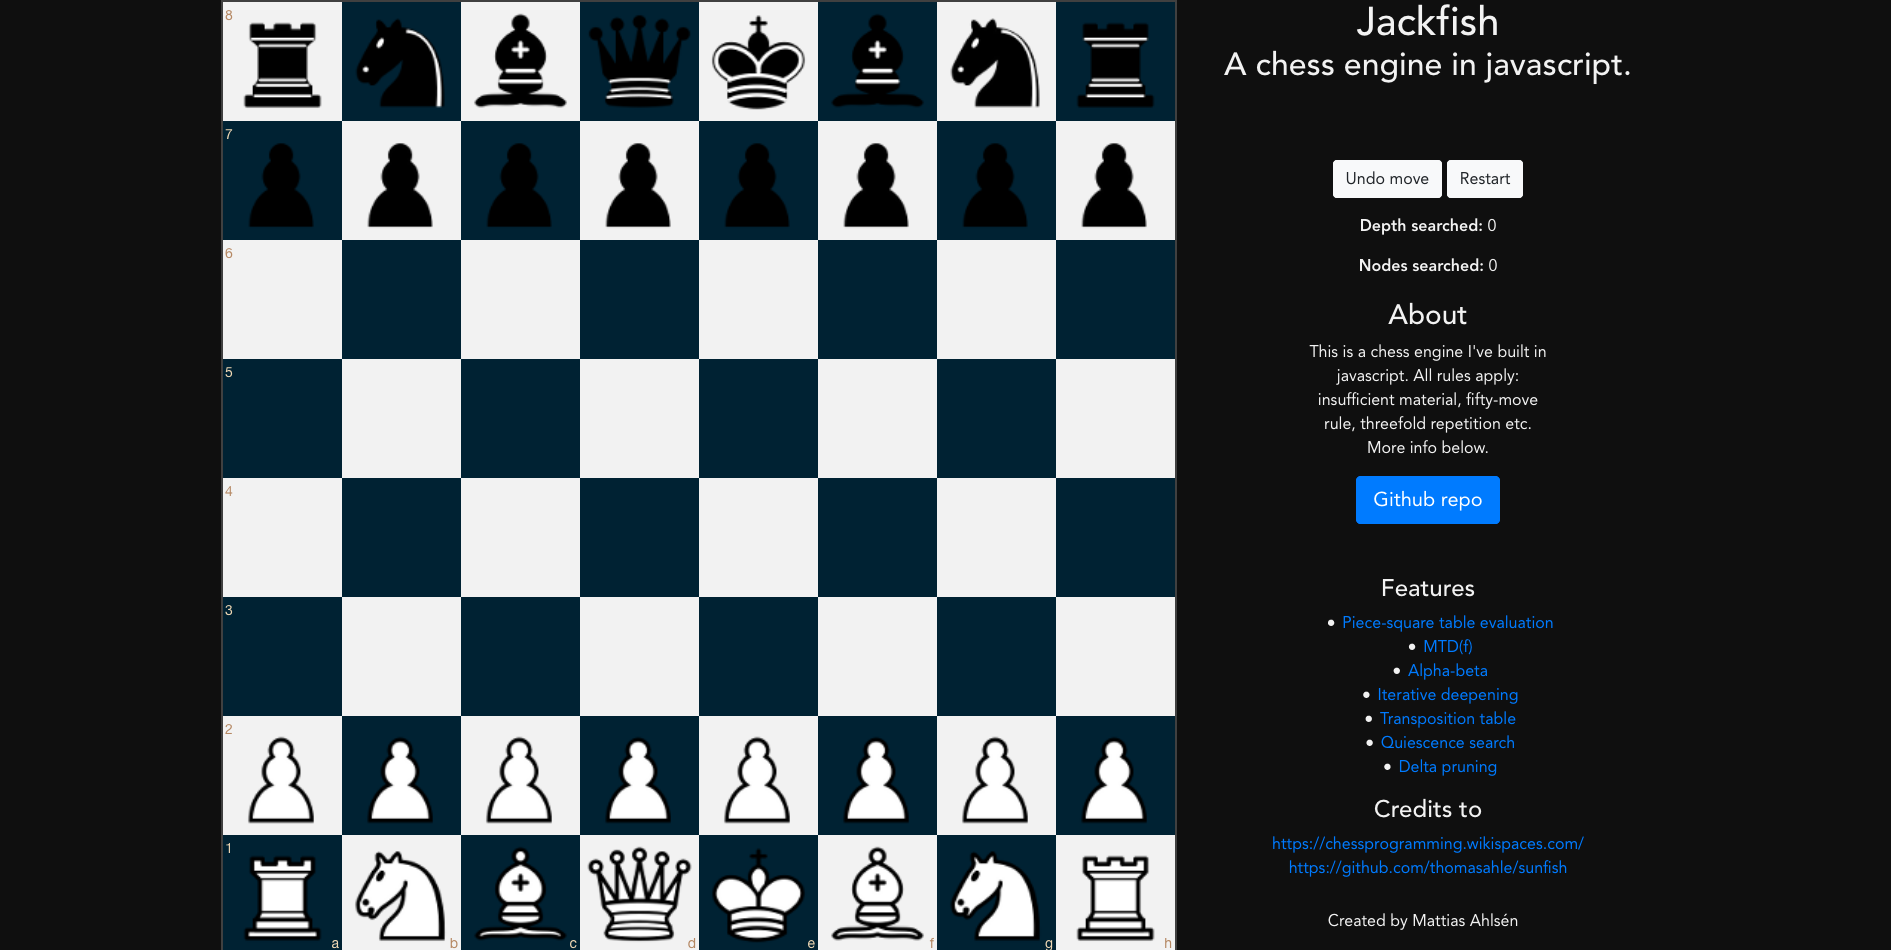 8
7
6
5
4
3
2
1
a b c d e f g h
Jackfish
A chess engine in javascript.
Undo move Restart
Depth searched: 0
Nodes searched: 0
About
This is a chess engine I've built in
javascript. All rules apply:
insufficient material, fifty-move
rule, threefold repetition etc.
More info below.
Github repo
Features
• Piece-square table evaluation
• MTD(f)
• Alpha-beta
• Iterative deepening
• Transposition table
• Quiescence search
• Delta pruning
Credits to
https://chessprogramming.wikispaces.com/
https://github.com/thomasahle/sunfish
Created by Mattias Ahlsén